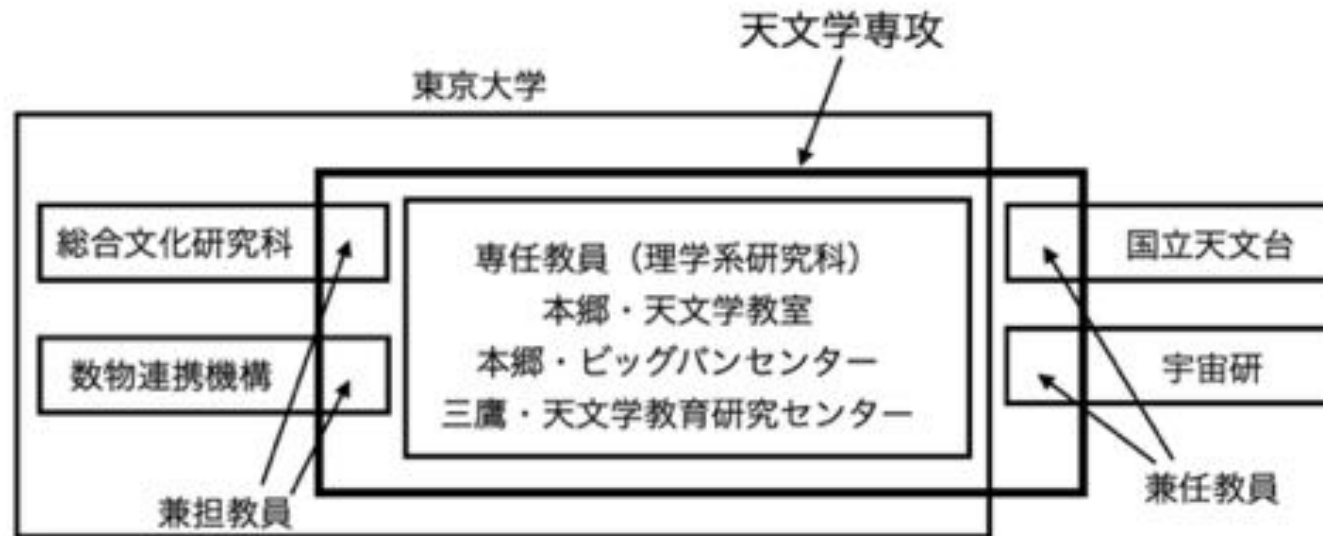 天文学専攻
東京大学
総合文化研究科
数物連携機構
専任教員（理学系研究科）
本郷・天文学教室
本郷・ビッグバンセンター
三鷹・天文学教育研究センター
国立天文台
宇宙研
兼担教員
兼任教員